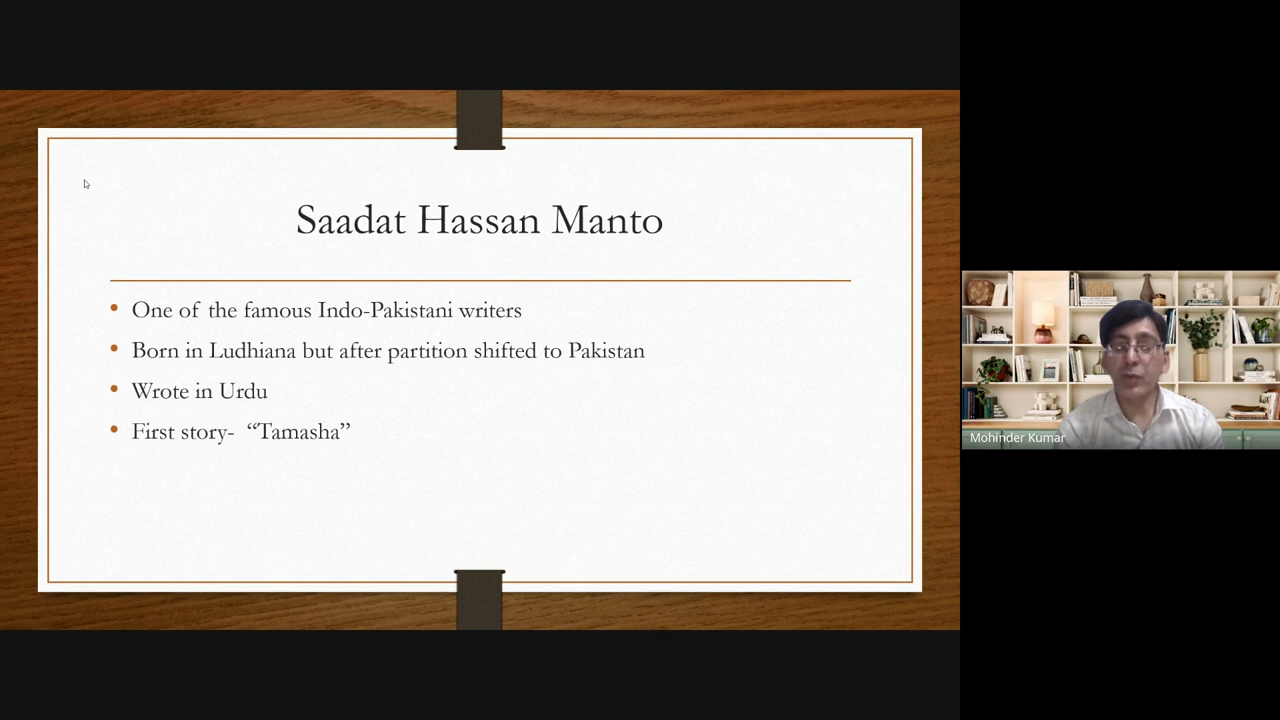 Saadat Hassan Manto
• One of the famous Indo-Pakistani writers
• Born in Ludhiana but after partition shifted to Pakistan
• Wrote in Urdu
• First story- “Tamasha”
Mohinder Kumar